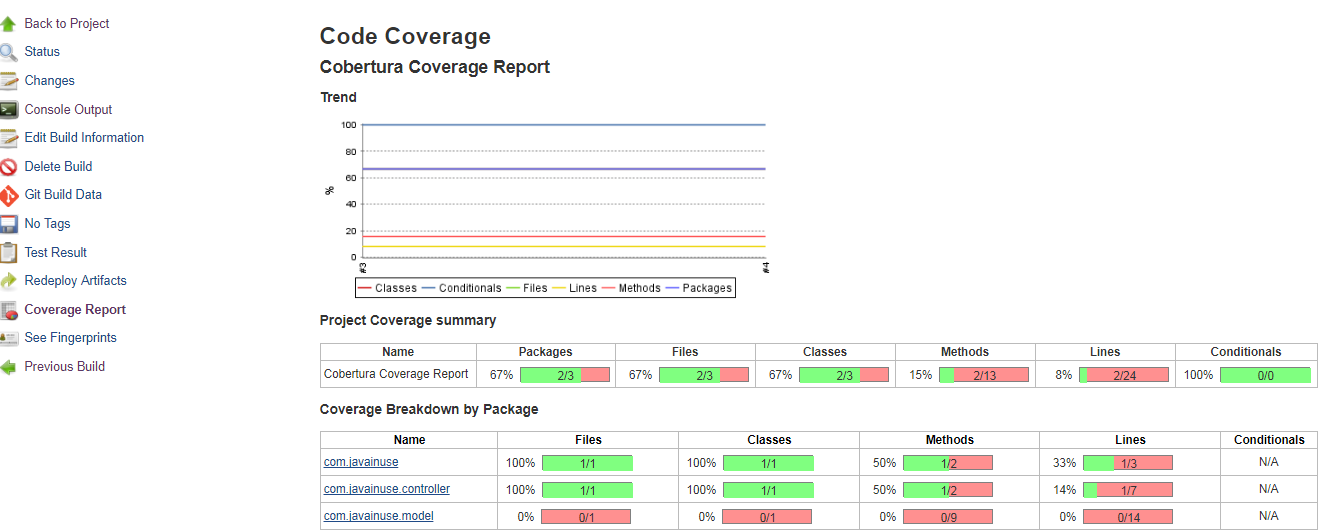 Back to Project
Status
Changes
Console Output
Edit Build Information
Delete Build
Git Build Data
No Tags
Test Result
Redeploy Artifacts
Coverage Report
See Fingerprints
Previous Build
Code Coverage
Cobertura Coverage Report
Trend
100
80
60
40
20
0
%
#3
#4
Classes Conditionals Files Lines Methods Packages
Project Coverage summary
Name Packages Files Classes Methods Lines Conditionals
Cobertura Coverage Report 67% 2/3 67% 2/3 67% 2/3 15% 2/13 8% 2/24 100% 0/0
Coverage Breakdown by Package
Name Files Classes Methods Lines Conditionals
com.javainuse 100% 1/1 100% 1/1 50% 1/2 33% 1/3 N/A
com.javainuse.controller 100% 1/1 100% 1/1 50% 1/2 14% 1/7 N/A
com.javainuse.model 0% 0/1 0% 0/1 0% 0/9 0% 0/14 N/A